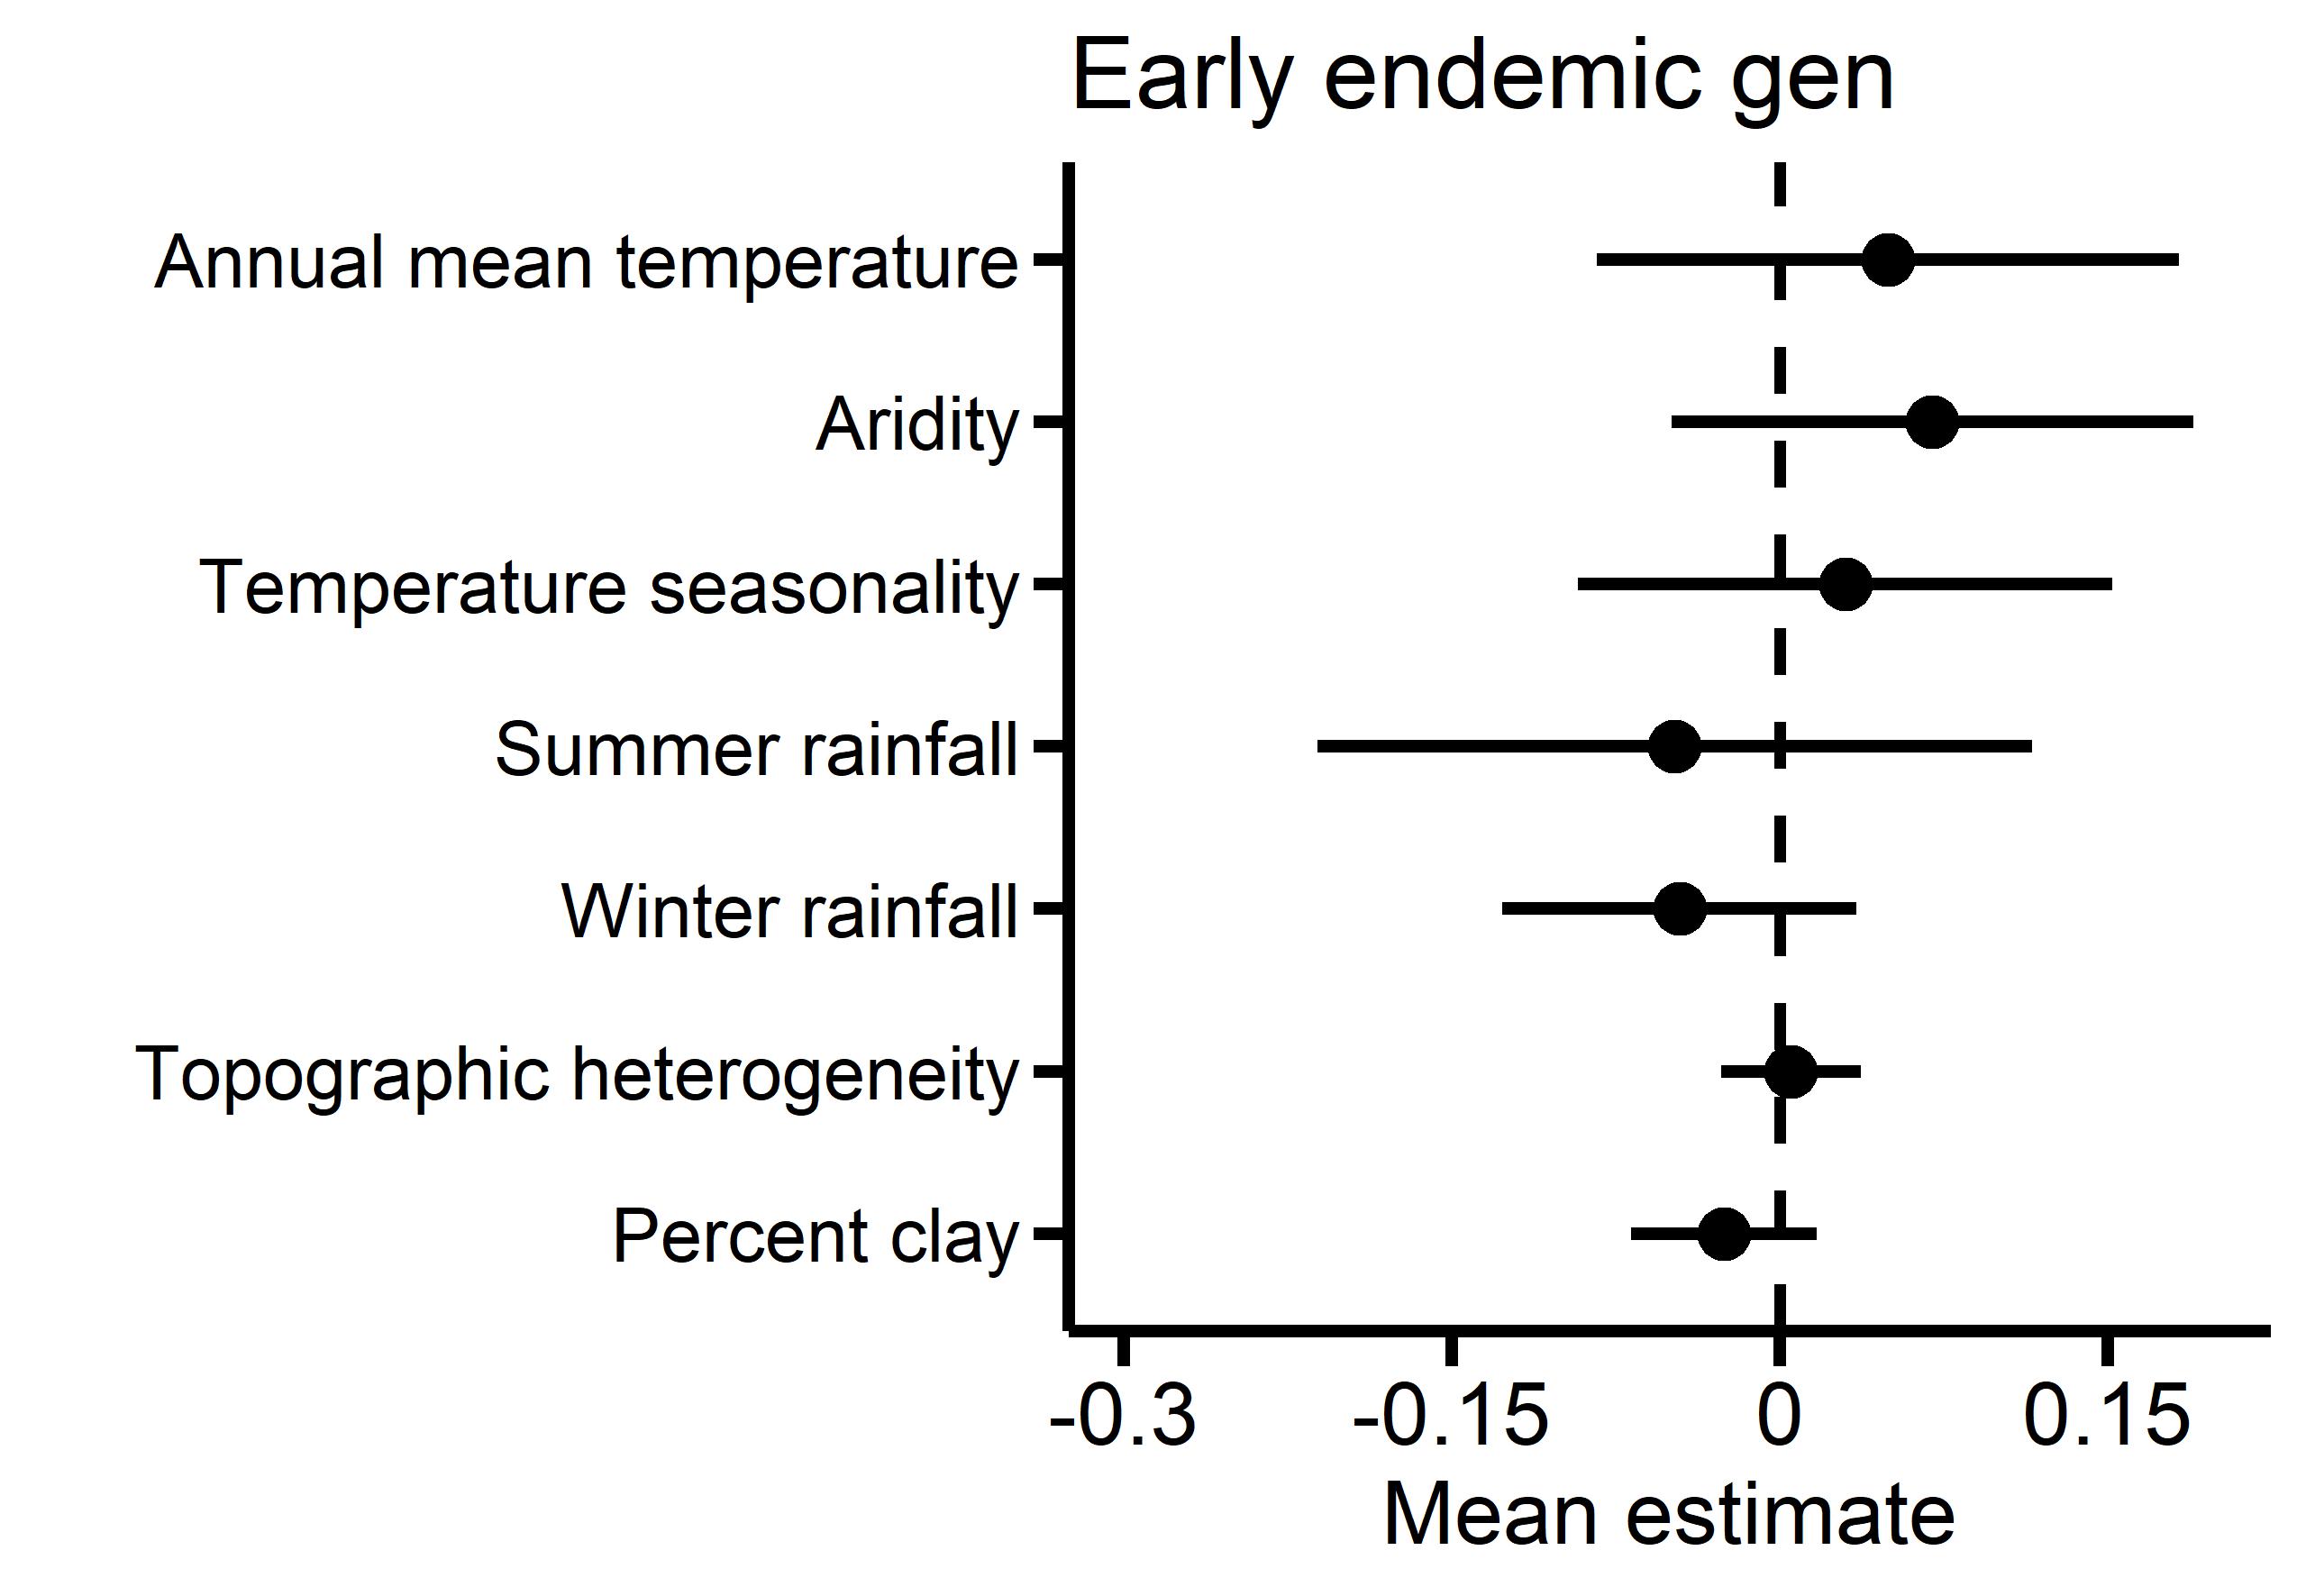 Early endemic gen
Annual mean temperature
Aridity
Temperature seasonality
Summer rainfall
Winter rainfall
Topographic heterogeneity
Percent clay
-0.3 -0.15 0 0.15
Mean estimate